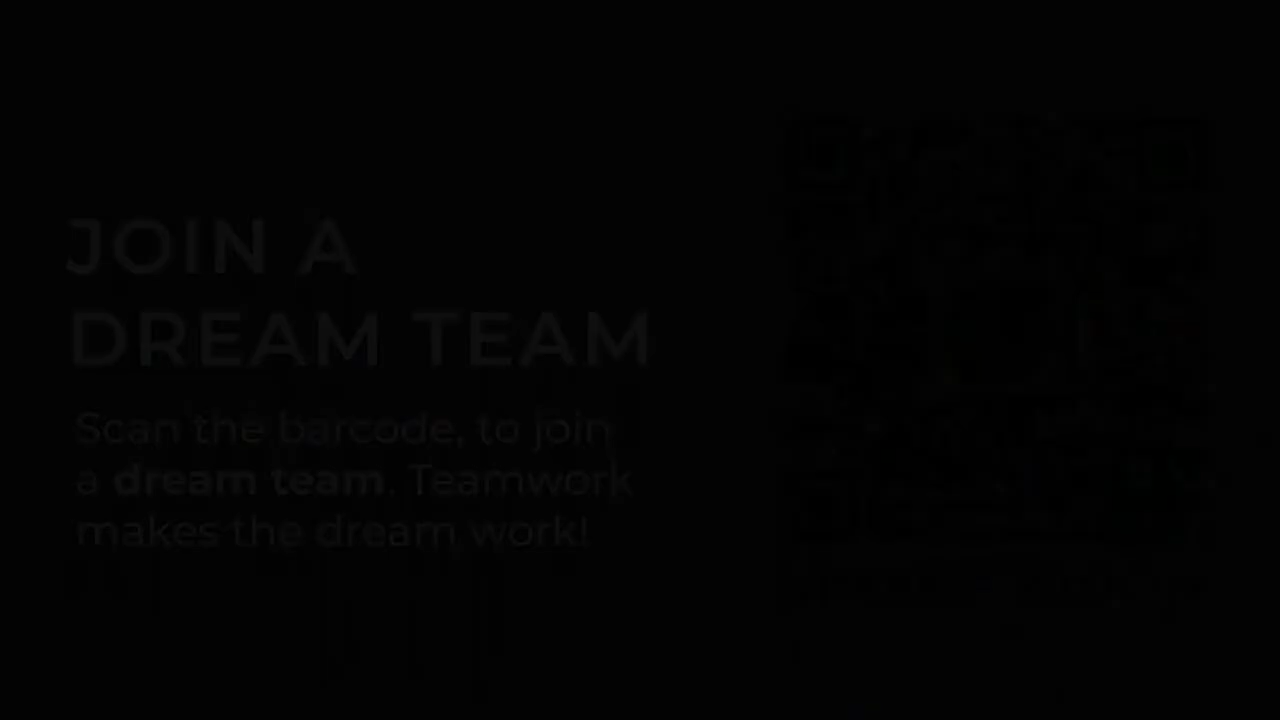 JOIN A
DREAM TEAM
Scan the barcode, to join
a dream team. Teamwork
makes the dream work!